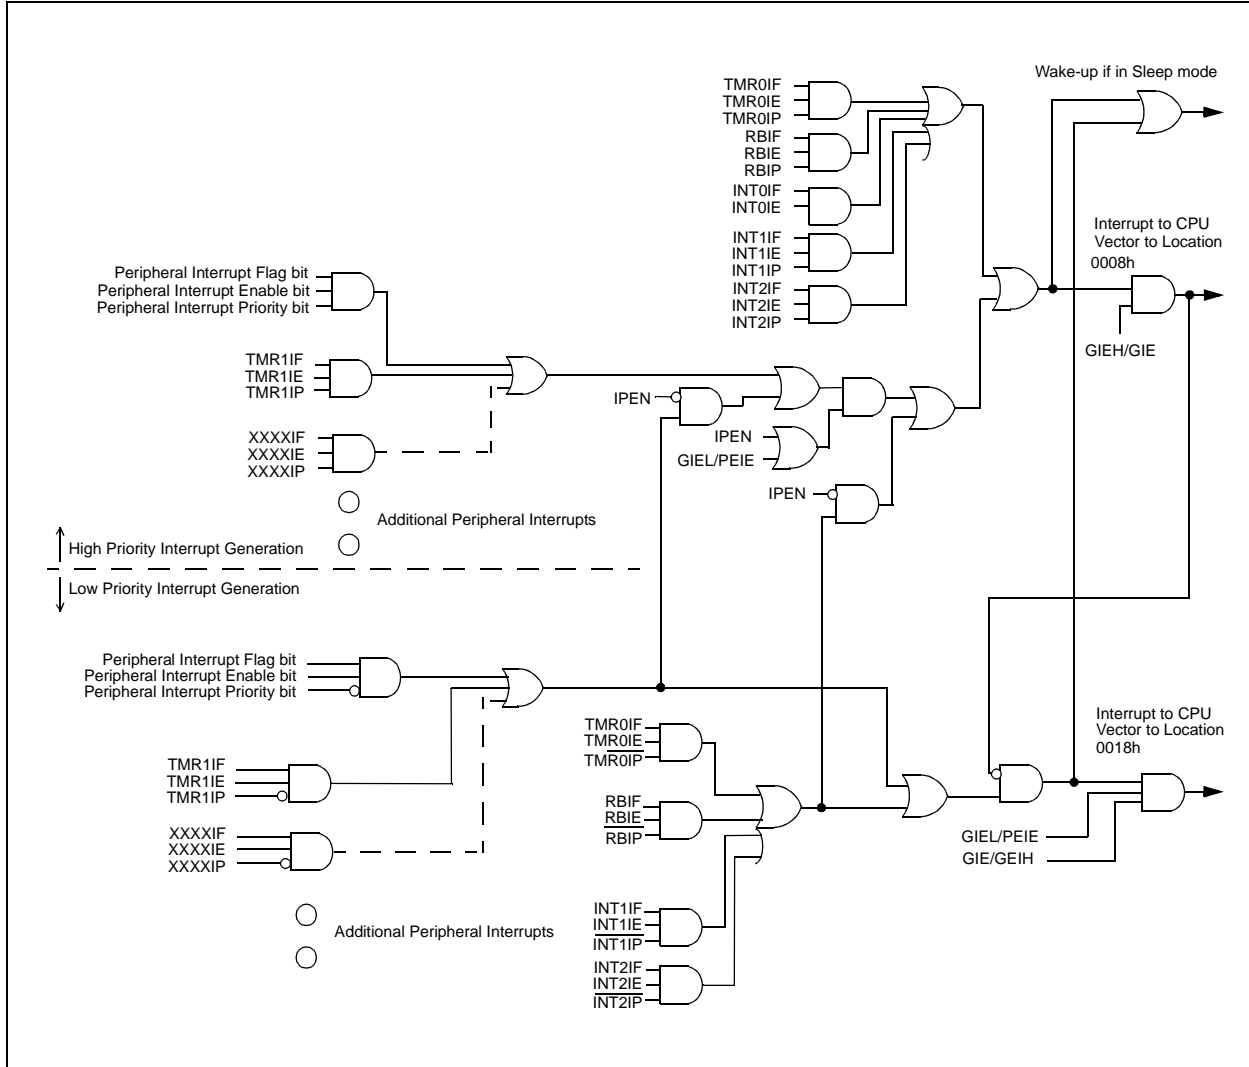 Wake-up if in Sleep mode
TMR0IF
TMR0IE
TMR0IP
RBIF
RBIE
RBIP
INT0IF
INT0IE
INT1IF
INT1IE
INT1IP
INT2IF
INT2IE
INT2IP
Interrupt to CPU
Vector to Location
0008h
GIEH/GIE
Peripheral Interrupt Flag bit
Peripheral Interrupt Enable bit
Peripheral Interrupt Priority bit
TMR1IF
TMR1IE
TMR1IP
XXXXIF
XXXXIE
XXXXIP
IPEN
IPEN
GIEL/PEIE
IPEN
Additional Peripheral Interrupts
High Priority Interrupt Generation
Low Priority Interrupt Generation
Peripheral Interrupt Flag bit
Peripheral Interrupt Enable bit
Peripheral Interrupt Priority bit
TMR1IF
TMR1IE
TMR1IP
XXXXIF
XXXXIE
XXXXIP
Additional Peripheral Interrupts
TMR0IF
TMR0IE
TMR0IP
RBIF
RBIE
RBIP
INT1IF
INT1IE
INT1IP
INT2IF
INT2IE
INT2IP
Interrupt to CPU
Vector to Location
0018h
GIEL/PEIE
GIE/GEIH